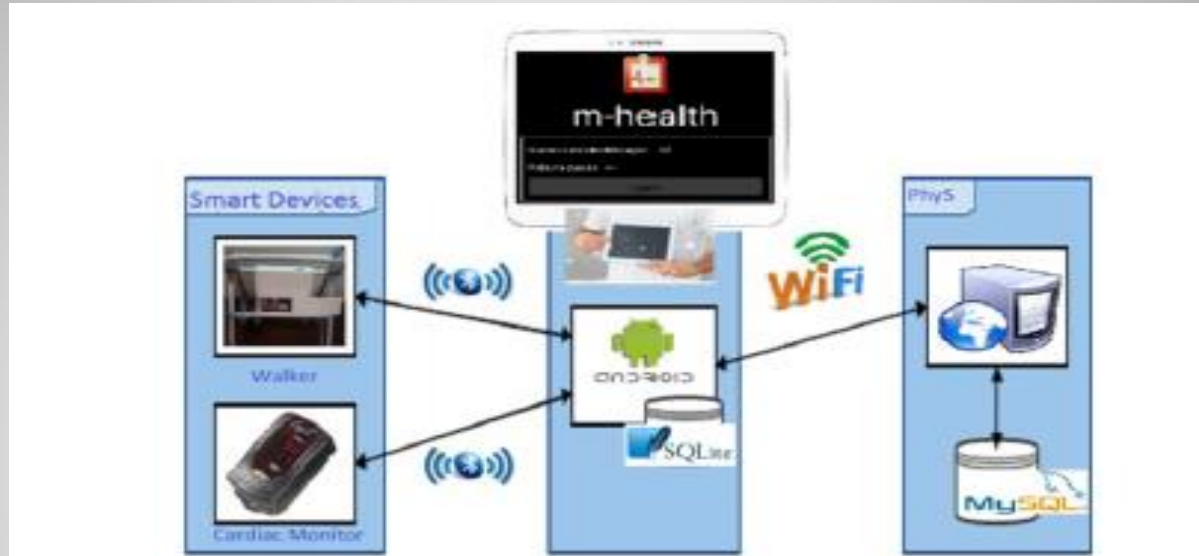 m-health
Smart Devices
PhyS
WiFi
Walker
ANDROID
SQLite
Cardiac Monitor
MySQL